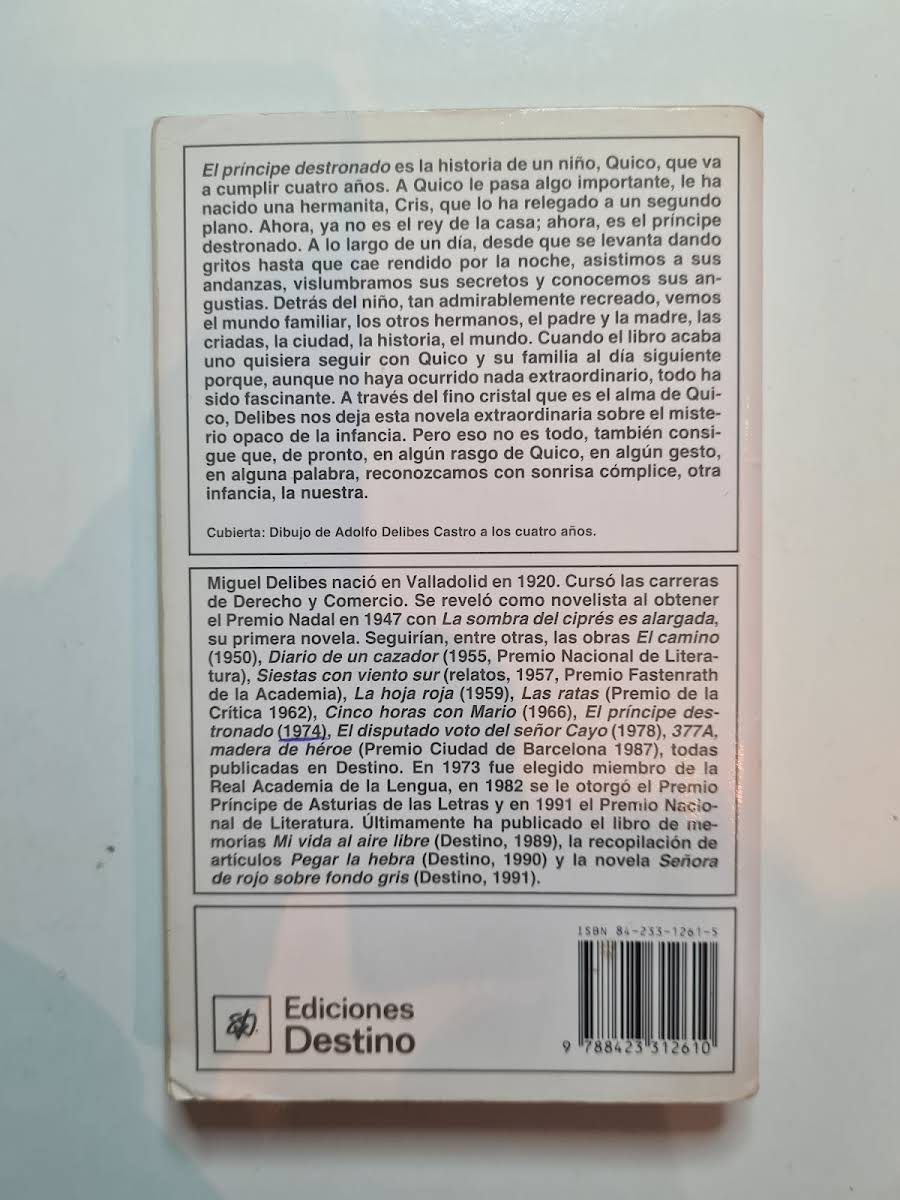 El príncipe destronado es la historia de un niño, Quico, que va
a cumplir cuatro años. A Quico le pasa algo importante, le ha
nacido una hermanita, Cris, que lo ha relegado a un segundo
plano. Ahora, ya no es el rey de la casa; ahora, es el príncipe
destronado. A lo largo de un día, desde que se levanta dando
gritos hasta que cae rendido por la noche, asistimos a sus
andanzas, vislumbramos sus secretos y conocemos sus an-
gustias. Detrás del niño, tan admirablemente recreado, vemos
el mundo familiar, los otros hermanos, el padre y la madre, las
criadas, la ciudad, la historia, el mundo. Cuando el libro acaba
uno quisiera seguir con Quico y su familia al día siguiente
porque, aunque no haya ocurrido nada extraordinario, todo ha
sido fascinante. A través del fino cristal que es el alma de Qui-
co, Delibes nos deja esta novela extraordinaria sobre el miste-
rio opaco de la infancia. Pero eso no es todo, también consi-
gue que, de pronto, en algún rasgo de Quico, en algún gesto,
en alguna palabra, reconozcamos con sonrisa cómplice, otra
infancia, la nuestra.
Cubierta: Dibujo de Adolfo Delibes Castro a los cuatro años.
Miguel Delibes nació en Valladolid en 1920. Cursó las carreras
de Derecho y Comercio. Se reveló como novelista al obtener
el Premio Nadal en 1947 con La sombra del ciprés es alargada,
su primera novela. Seguirían, entre otras, las obras El camino
(1950), Diario de un cazador (1955, Premio Nacional de Litera-
tura), Siestas con viento sur (relatos, 1957, Premio Fastenrath
de la Academia), La hoja roja (1959), Las ratas (Premio de la
Crítica 1962), Cinco horas con Mario (1966), El príncipe des-
tronado (1974), El disputado voto del señor Cayo (1978), 377A,
madera de héroe (Premio Ciudad de Barcelona 1987), todas
publicadas en Destino. En 1973 fue elegido miembro de la
Real Academia de la Lengua, en 1982 se le otorgó el Premio
Príncipe de Asturias de las Letras y en 1991 el Premio Nacio-
nal de Literatura. Últimamente ha publicado el libro de me-
morias Mi vida al aire libre (Destino, 1989), la recopilación de
artículos Pegar la hebra (Destino, 1990) y la novela Señora
de rojo sobre fondo gris (Destino, 1991).
ISBN 84-233-1261-5
Ediciones
Destino
9 788423 312610